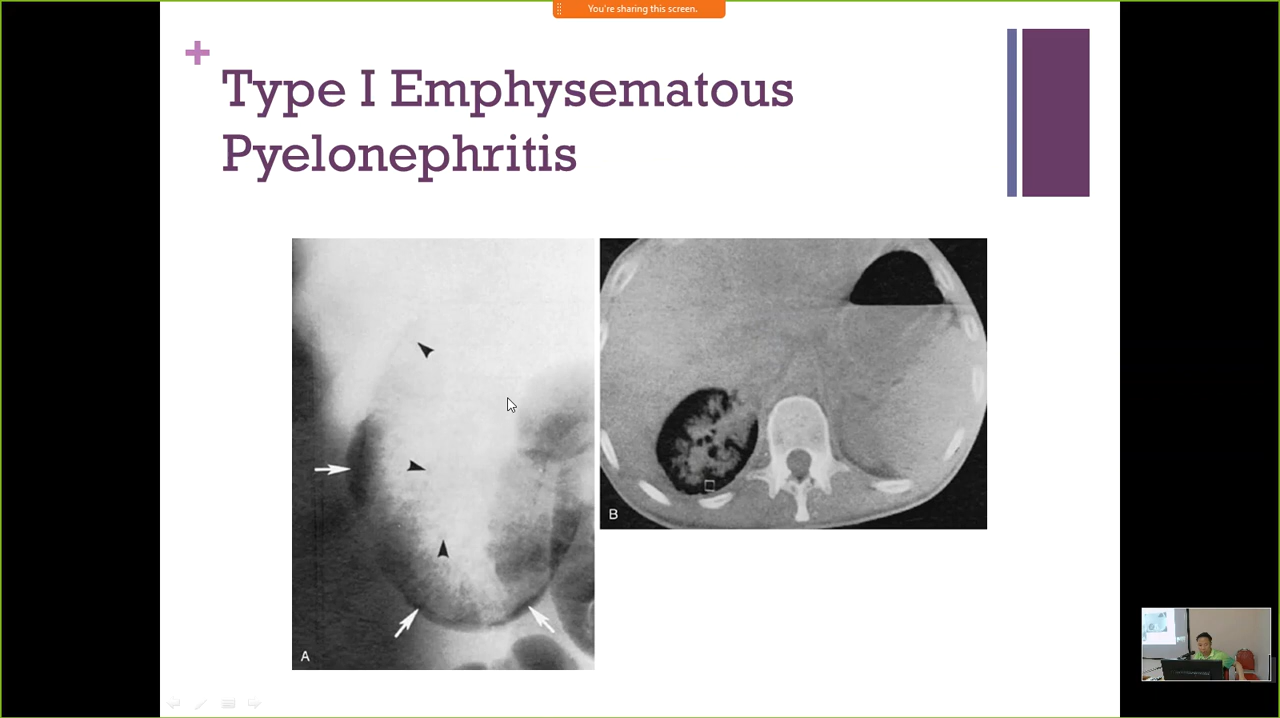 You're sharing this screen.
+
Type I Emphysematous
Pyelonephritis
A
B